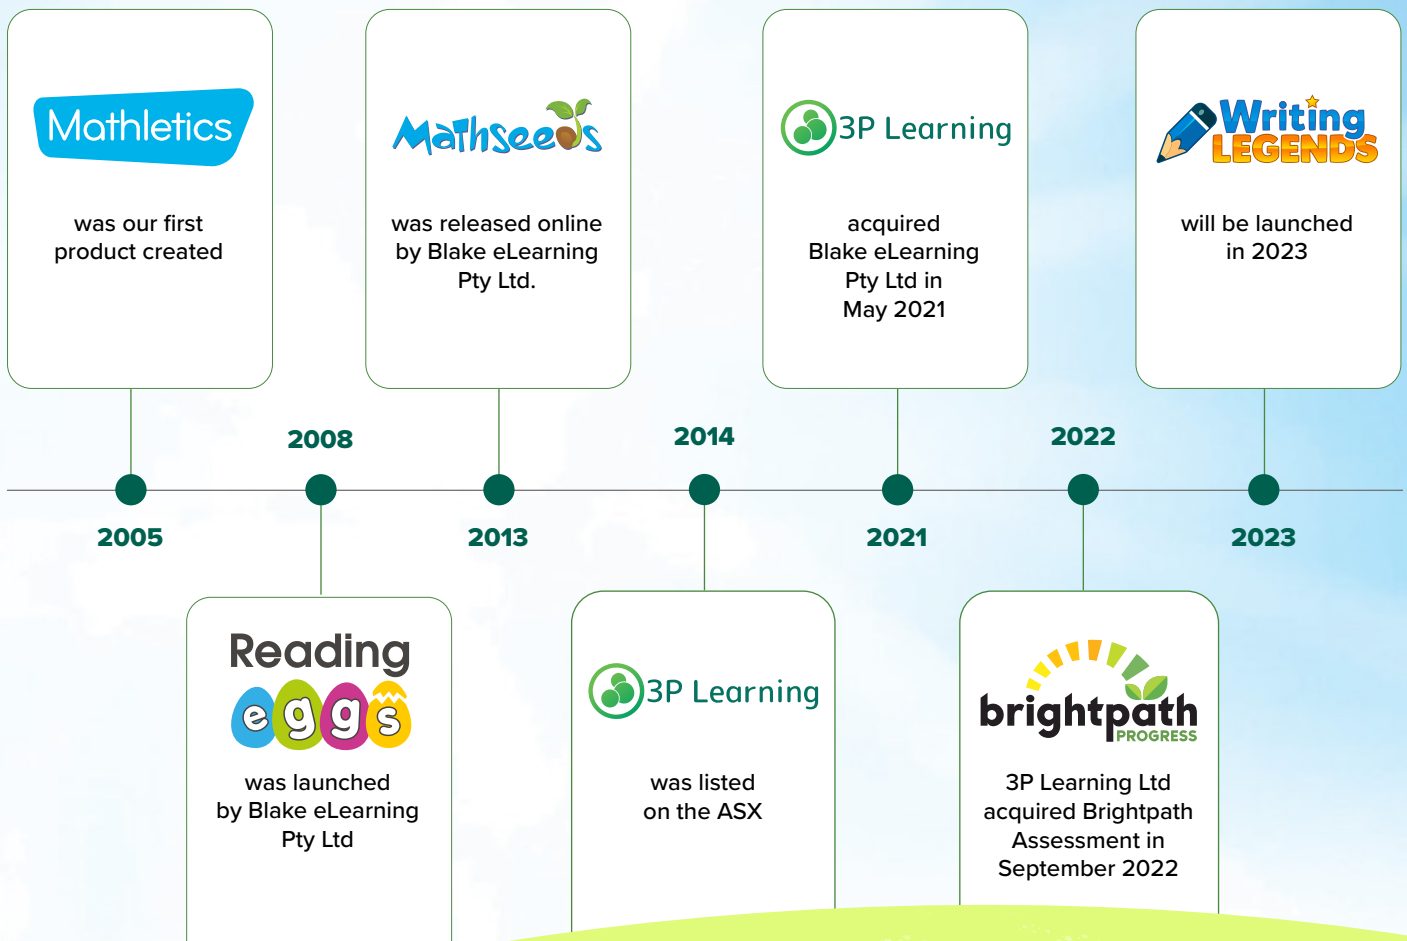 Mathletics
was our first
product created
Mathseeds
was released online
by Blake eLearning
Pty Ltd.
3P Learning
acquired
Blake eLearning
Pty Ltd in
May 2021
Writing
LEGENDS
will be launched
in 2023
2008
2014
2022
2005
2013
2021
2023
Reading
eggs
was launched
by Blake eLearning
Pty Ltd
3P Learning
was listed
on the ASX
brightpath
PROGRESS
3P Learning Ltd
acquired Brightpath
Assessment in
September 2022